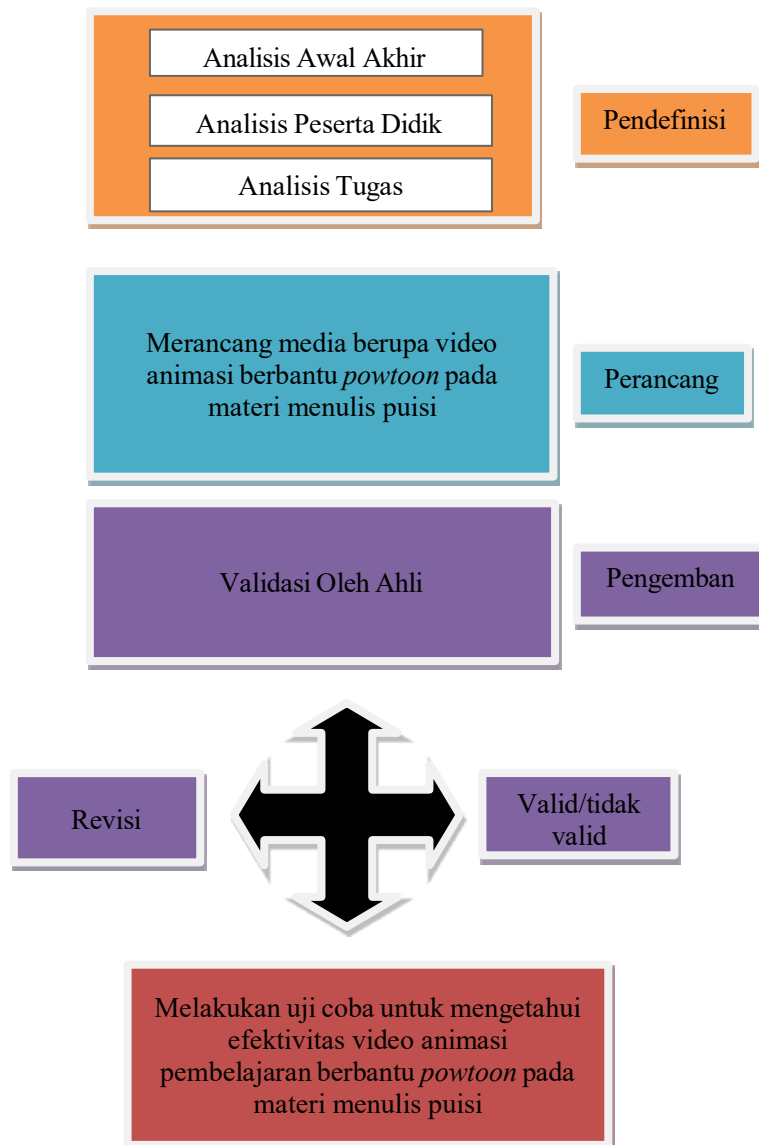 Analisis Awal Akhir
Analisis Peserta Didik
Analisis Tugas
Pendefinisi
Merancang media berupa video
animasi berbantu powtoon pada
materi menulis puisi
Perancang
Validasi Oleh Ahli
Pengemban
Revisi
Valid/tidak
valid
Melakukan uji coba untuk mengetahui
efektivitas video animasi
pembelajaran berbantu powtoon pada
materi menulis puisi